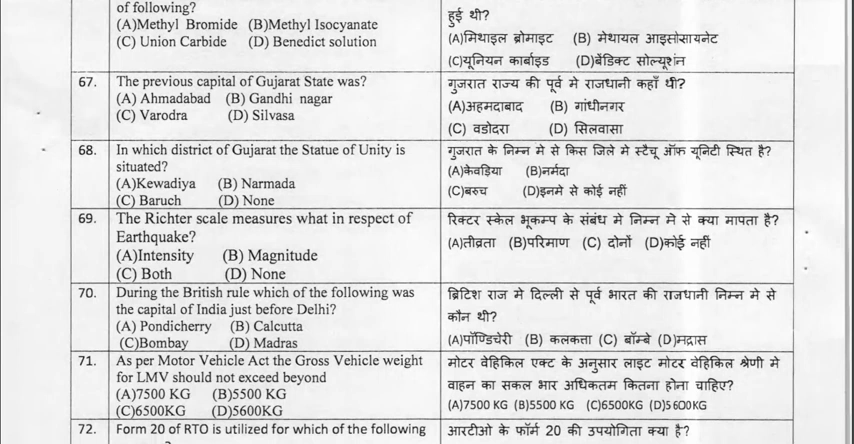 of following?
(A)Methyl Bromide (B)Methyl Isocyanate
(C) Union Carbide (D) Benedict solution
हुई थी?
(A)मिथाइल ब्रोमाइट (B) मेथायल आइसोसायनेट
(C)यूनियन कार्बाइड (D)बेंडिक्ट सोल्यूशंन
67. The previous capital of Gujarat State was?
(A) Ahmadabad (B) Gandhi nagar
(C) Varodra (D) Silvasa
गुजरात राज्य की पूर्व मे राजधानी कहाँ थी?
(A)अहमदाबाद (B) गांधीनगर
(C) वडोदरा (D) सिलवासा
68. In which district of Gujarat the Statue of Unity is
situated?
(A)Kewadiya (B) Narmada
(C) Baruch (D) None
गुजरात के निम्न मे से किस जिले मे स्टैचू ऑफ यूनिटी स्थित है?
(A)केवड़िया (B)नर्मदा
(C)बरुच (D)इनमे से कोई नहीं
69. The Richter scale measures what in respect of
Earthquake?
(A)Intensity (B) Magnitude
(C) Both (D) None
रिक्टर स्केल भूकम्प के संबंध मे निम्न मे से क्या मापता है?
(A)तीव्रता (B)परिमाण (C) दोनों (D)कोई नहीं
70. During the British rule which of the following was
the capital of India just before Delhi?
(A) Pondicherry (B) Calcutta
(C)Bombay (D) Madras
ब्रिटिश राज मे दिल्ली से पूर्व भारत की राजधानी निम्न मे से
कौन थी?
(A)पॉण्डिचेरी (B) कलकत्ता (C) बॉम्बे (D)मद्रास
71. As per Motor Vehicle Act the Gross Vehicle weight
for LMV should not exceed beyond
(A)7500 KG (B)5500 KG
(C)6500KG (D)5600KG
मोटर वेहिकिल एक्ट के अनुसार लाइट मोटर वेहिकिल श्रेणी मे
वाहन का सकल भार अधिकतम कितना होना चाहिए?
(A)7500 KG (B)5500 KG (C)6500KG (D)5600KG
72. Form 20 of RTO is utilized for which of the following
आरटीओ के फॉर्म 20 की उपयोगिता क्या है?